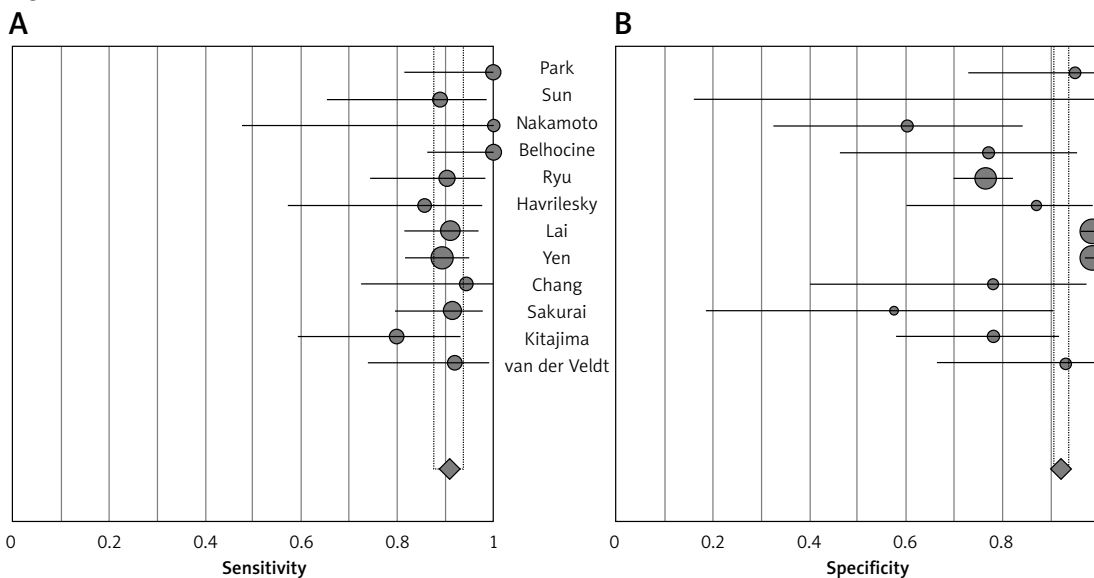 A
B
Park
Sun
Nakamoto
Belhocine
Ryu
Havrilesky
Lai
Yen
Chang
Sakurai
Kitajima
van der Veldt
0 0.2 0.4 0.6 0.8 1
0 0.2 0.4 0.6 0.8
Sensitivity
Specificity